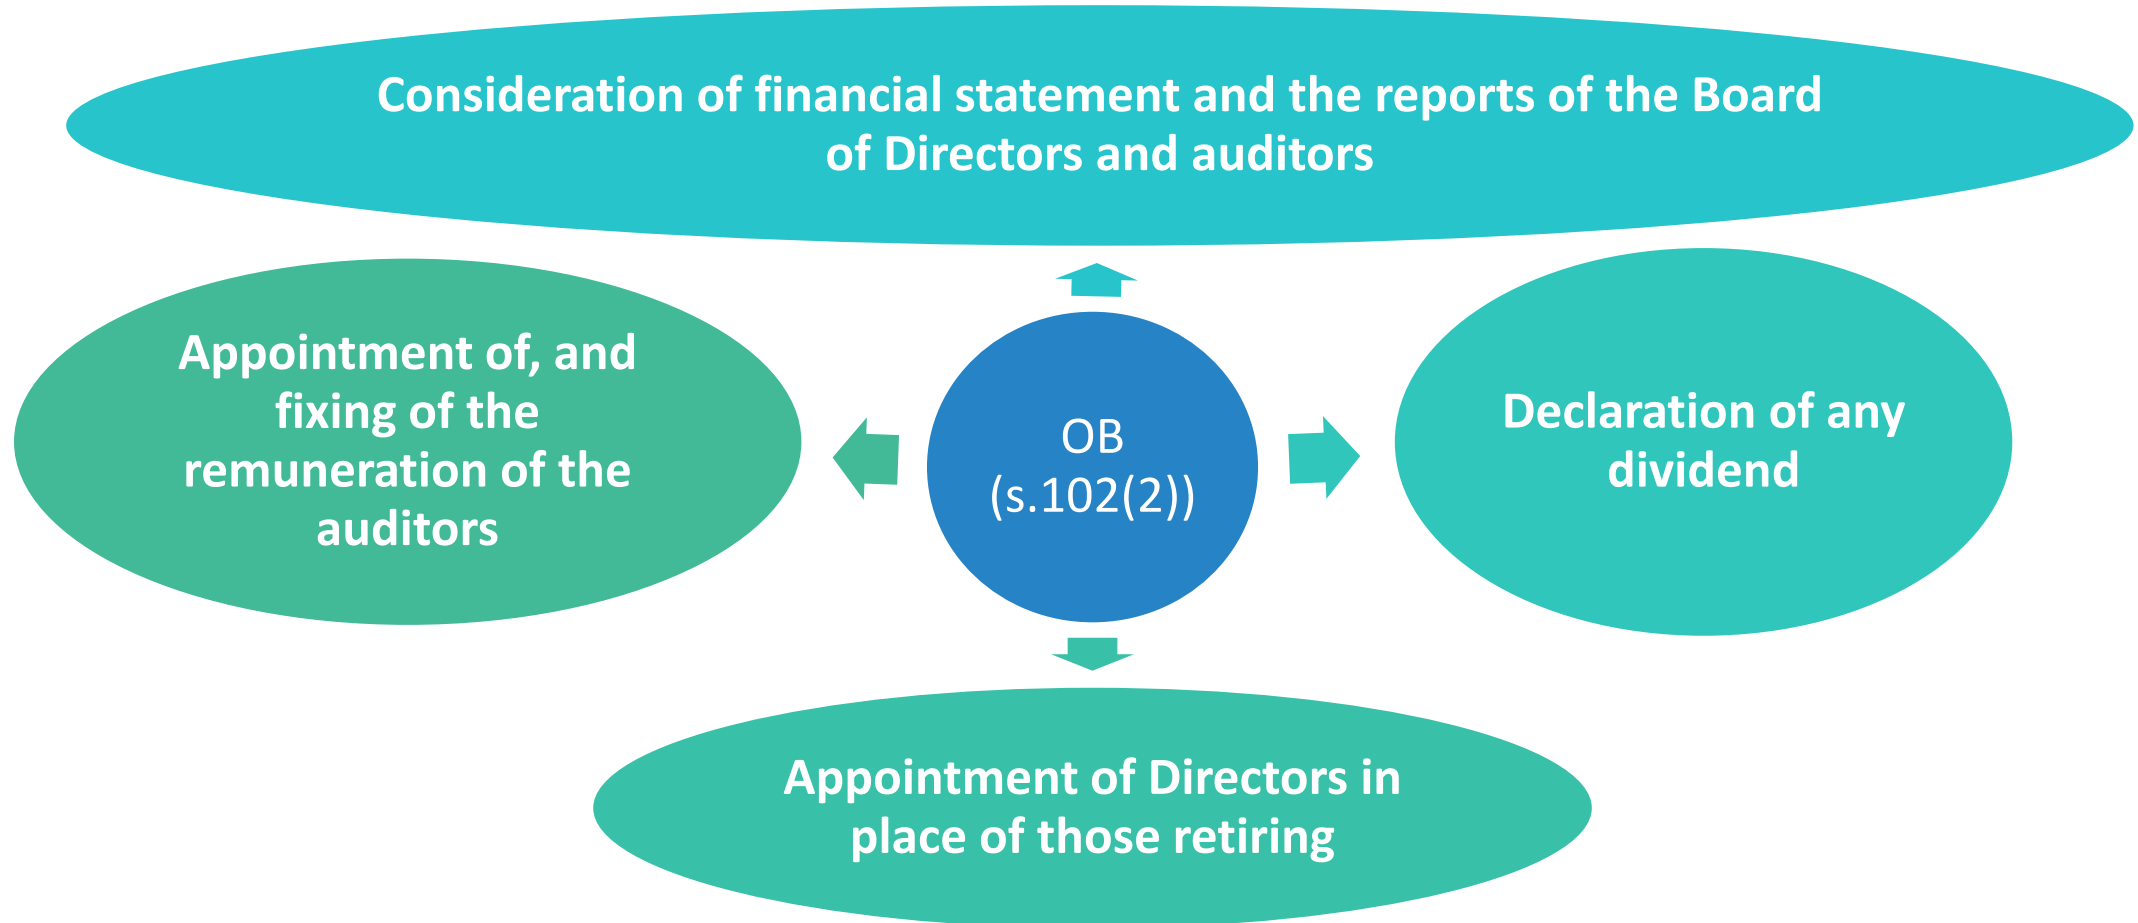 Consideration of financial statement and the reports of the Board
of Directors and auditors
Appointment of, and
fixing of the
remuneration of the
auditors
OB
(s.102(2))
Declaration of any
dividend
Appointment of Directors in
place of those retiring